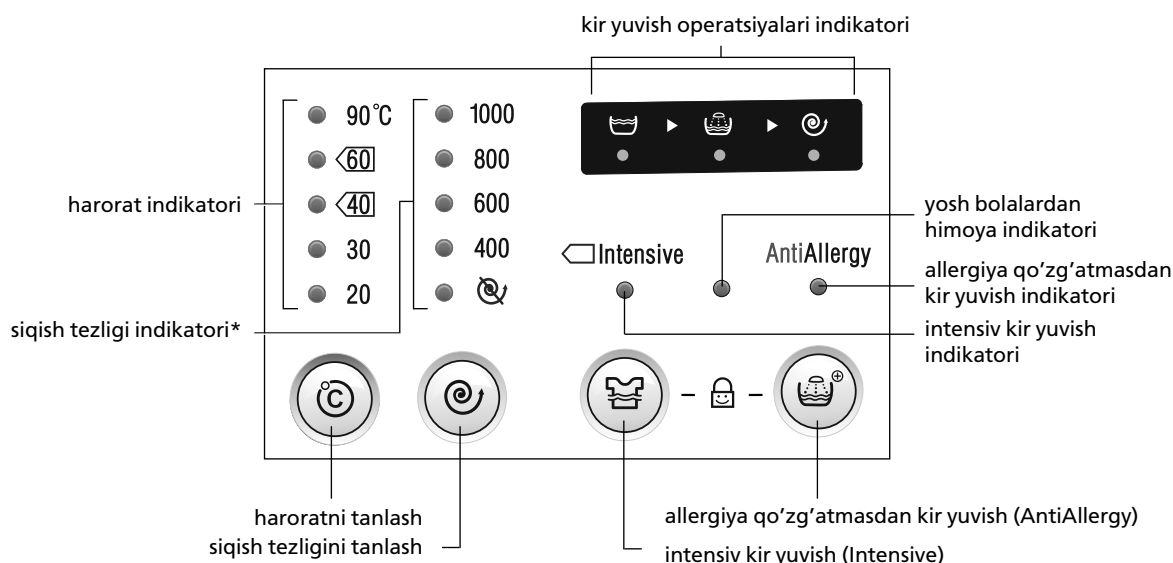 kir yuvish operatsiyalari indikatori
90°C
60
40
30
20
1000
800
600
400
harorat indikatori
siqish tezligi indikatori*
Intensive
AntiAllergy
yosh bolalardan
himoya indikatori
allergiya qo'zg'atmasdan
kir yuvish indikatori
intensiv kir yuvish
indikatori
°C
haroratni tanlash
siqish tezligini tanlash
allergiya qo'zg'atmasdan kir yuvish (AntiAllergy)
intensiv kir yuvish (Intensive)